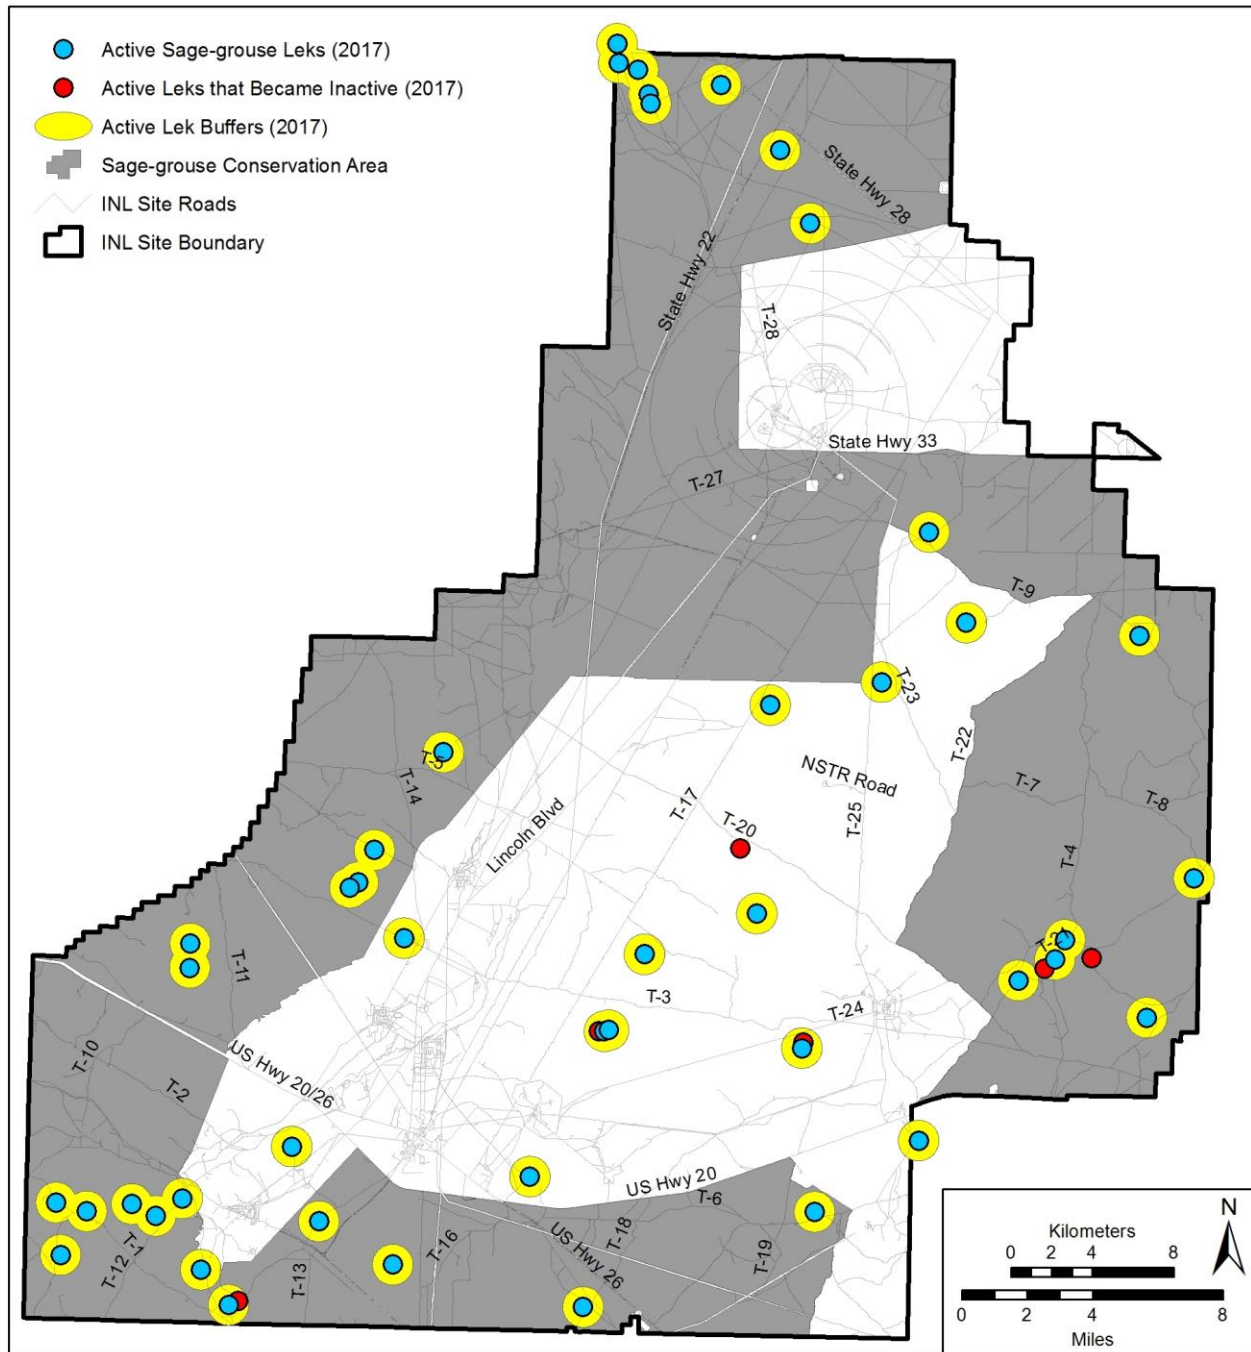 Active Sage-grouse Leks (2017)
Active Leks that Became Inactive (2017)
Active Lek Buffers (2017)
Sage-grouse Conservation Area
INL Site Roads
INL Site Boundary
State Hwy 28
State Hwy 22
T-28
State Hwy 33
T-27
T-9
T-23
T-22
T-5
T-14
NSTR Road
T-7
T-8
T-17
T-20
T-25
Lincoln Blvd
T-4
T-21
T-11
T-3
T-24
T-10
US Hwy 20/26
T-2
US Hwy 20
T-6
T-1
T-12
T-13
T-16
US Hwy 26
T-18
T-19
N
Kilometers
0 2 4 8
0 2 4 8
Miles